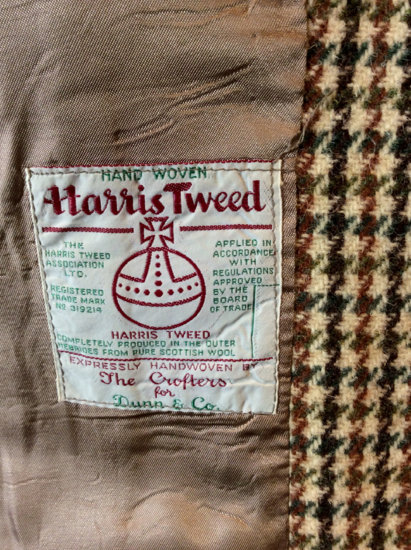 HAND WOVEN
Harris Tweed
THE
HARRIS TWEED
ASSOCIATION
LTD.
REGISTERED
TRADE MARK
No 319214
APPLIED IN
ACCORDANCE
WITH
REGULATIONS
APPROVED
BY THE
BOARD
OF TRADE
HARRIS TWEED
COMPLETELY PRODUCED IN THE OUTER
HEBRIDES FROM PURE SCOTTISH WOOL
EXPRESSLY HANDWOVEN BY
The Crofters
for
Dunn & Co.